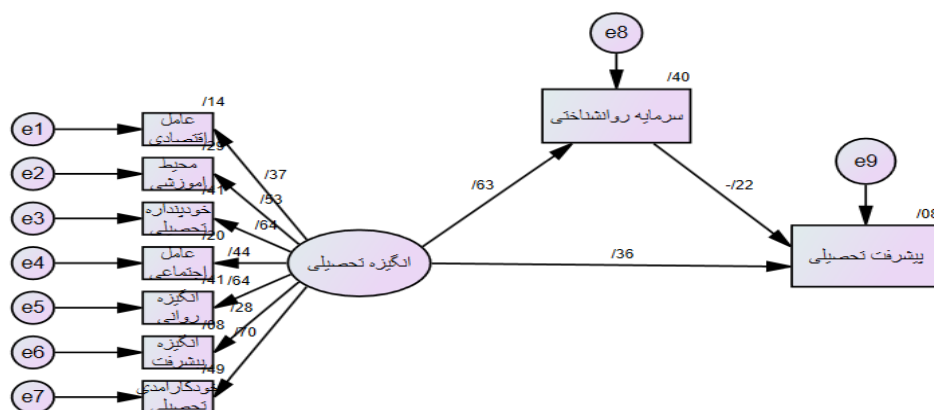 e8
/40
سرمایه روانشناختی
e9
/08
پیشرفت تحصیلی
/63
-/22
/36
انگیزه تحصیلی
e1
/14
عامل
اقتصادی
/37
e2
/29
محیط
اموزشی
/53
e3
/41
خودپنداره
تحصیلی
/64
e4
/20
عامل
اجتماعی
/44
e5
/41
انگیزه
روانی
/64
e6
/08
انگیزه
پیشرفت
/28
e7
/49
خودکارامدی
تحصیلی
/70